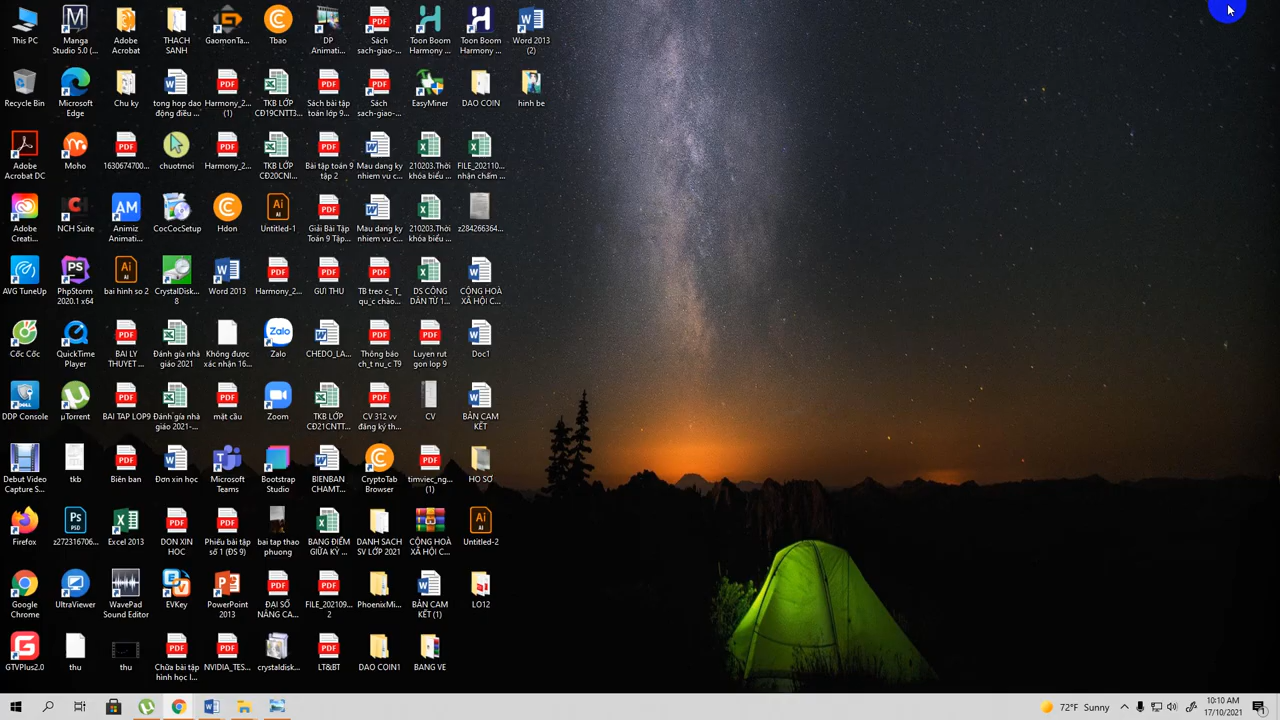 This PC
Manga
Studio 5.0 (...
Adobe
Acrobat
THACH
SANH
GaomonTa...
Tbao
DP
Animati...
Sách
sach-giao-...
Toon Boom
Harmony ...
Toon Boom
Harmony ...
Word 2013
(2)
Recycle Bin
Microsoft
Edge
Chu ky
tong hop dao
động điều ...
Harmony_2...
(1)
TKB LỚP
CĐ19CNTT3...
Sách bài tập
toán lớp 9...
Sách
sach-giao-...
EasyMiner
DAO COIN
hinh be
Adobe
Acrobat DC
Moho
1630674700...
chuotmoi
Harmony_2...
TKB LỚP
CĐ20CNI...
Bài tập toán 9
tập 2
Mau dang ky
nhiem vu c...
210203.Thời
khóa biểu ...
FILE_202110...
nhận chấm ...
Adobe
Creati...
NCH Suite
Animiz
Animati...
CocCocSetup
Hdon
Untitled-1
Giải Bài Tập
Toán 9 Tập...
Mau dang ky
nhiem vu c...
210203.Thời
khóa biểu ...
z284266364...
AVG TuneUp
PhpStorm
2020.1 x64
bai hinh so 2
CrystalDisk...
8
Word 2013
Harmony_2...
GƯI THU
TB treo c_ T_
qu_c chào...
DS CÔNG
DÂN TỪ 1...
CỘNG HOÀ
XÃ HỘI C...
Cốc Cốc
QuickTime
Player
BAI LY
THUYET ...
Đánh gía nhà
giáo 2021
Không được
xác nhận 16...
Zalo
CHEDO_LA...
Thông báo
ch_t nu_c T9
Luyen rut
gon lop 9
Doc1
DDP Console
µTorrent
BAI TAP LOP9
Đánh gía nhà
giáo 2021-...
mặt cầu
Zoom
TKB LỚP
CĐ21CNTT...
CV 312 vv
đăng ký th...
CV
BẢN CAM
KẾT
Debut Video
Capture S...
tkb
Biên ban
Đơn xin học
Microsoft
Teams
Bootstrap
Studio
BIENBAN
CHAMT...
CryptoTab
Browser
timviec_ng...
(1)
HO SƠ
Firefox
z272316706...
Excel 2013
DON XIN
HOC
Phiếu bài tập
số 1 (ĐS 9)
bai tap thao
phuong
BANG ĐIỂM
GIỮA KỲ ...
DANH SACH
SV LỚP 2021
CỘNG HOÀ
XÃ HỘI C...
Untitled-2
Google
Chrome
UltraViewer
WavePad
Sound Editor
EVKey
PowerPoint
2013
ĐẠI SỐ
NÂNG CA...
FILE_202109...
2
PhoenixMi...
BẢN CAM
KẾT (1)
LO12
GTVPlus2.0
thu
thu
Chữa bài tập
hình học l...
NVIDIA_TES...
crystaldisk...
LT&BT
DAO COIN1
BANG VE
72°F Sunny
10:10 AM
17/10/2021